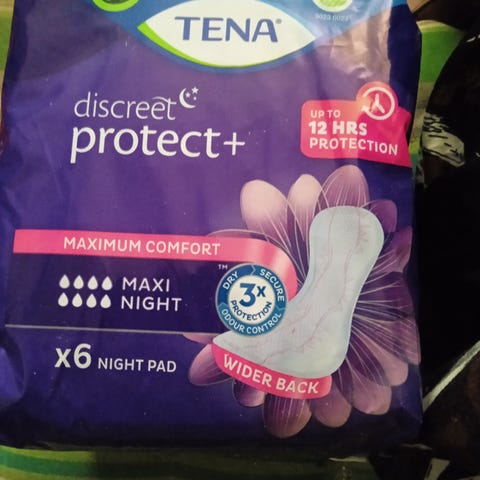 TENA
discreet
protect+
UP TO
12 HRS
PROTECTION
MAXIMUM COMFORT
MAXI
NIGHT
™
DRY SECURE
3x
PROTECTION
ODOUR CONTROL
x6 NIGHT PAD
WIDER BACK